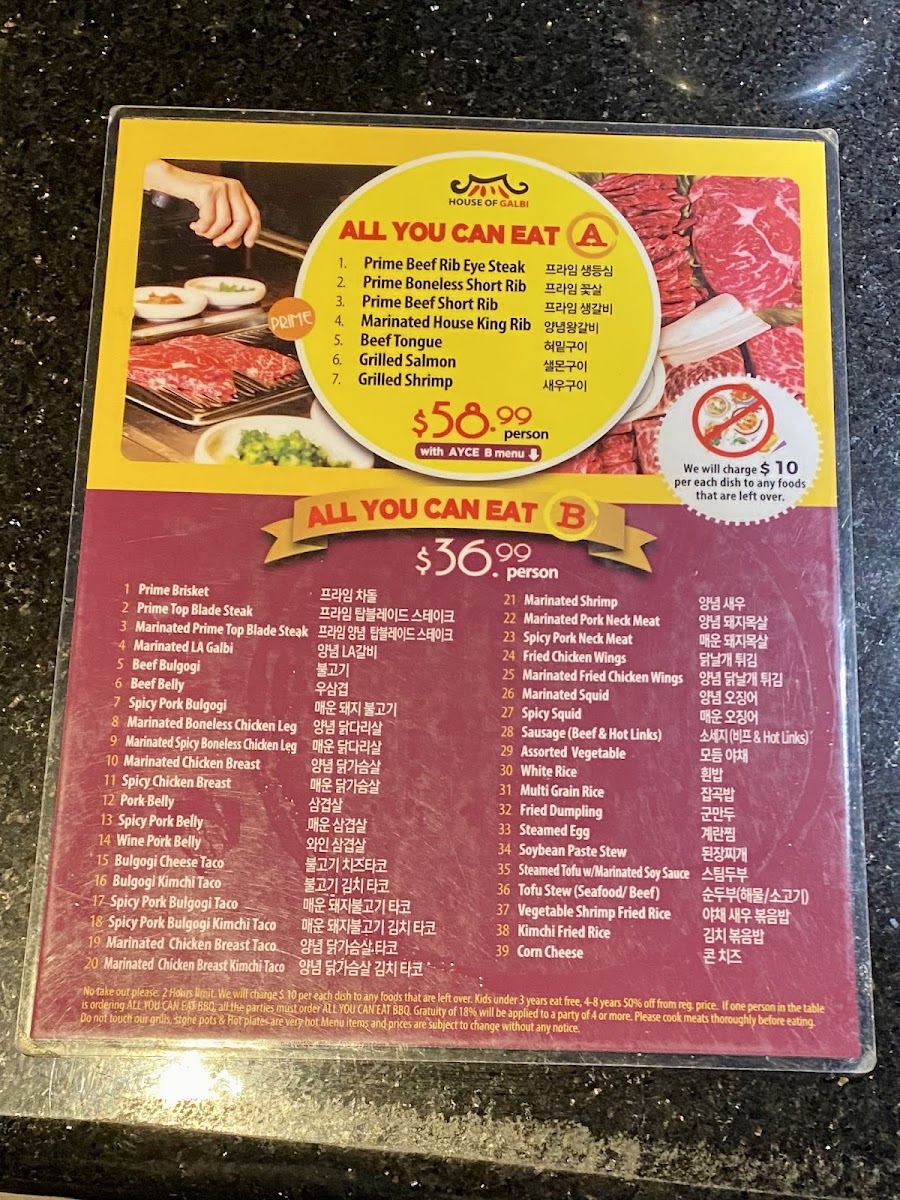 HOUSE OF GALBI
ALL YOU CAN EAT A
1. Prime Beef Rib Eye Steak 프라임 생등심
2. Prime Boneless Short Rib 프라임 꽃살
3. Prime Beef Short Rib 프라임 생갈비
4. Marinated House King Rib 양념왕갈비
5. Beef Tongue 혀밑구이
6. Grilled Salmon 샐몬구이
7. Grilled Shrimp 새우구이
PRIME
$58.99 person
with AYCE B menu
We will charge $ 10
per each dish to any foods
that are left over.
ALL YOU CAN EAT B
$36.99 person
1 Prime Brisket 프라임 차돌
2 Prime Top Blade Steak 프라임 탑블레이드 스테이크
3 Marinated Prime Top Blade Steak 프라임 양념 탑블레이드 스테이크
4 Marinated LA Galbi 양념 LA갈비
5 Beef Bulgogi 불고기
6 Beef Belly 우삼겹
7 Spicy Pork Bulgogi 매운 돼지 불고기
8 Marinated Boneless Chicken Leg 양념 닭다리살
9 Marinated Spicy Boneless Chicken Leg 매운 닭다리살
10 Marinated Chicken Breast 양념 닭가슴살
11 Spicy Chicken Breast 매운 닭가슴살
12 Pork Belly 삼겹살
13 Spicy Pork Belly 매운 삼겹살
14 Wine Pork Belly 와인 삼겹살
15 Bulgogi Cheese Taco 불고기 치즈타코
16 Bulgogi Kimchi Taco 불고기 김치 타코
17 Spicy Pork Bulgogi Taco 매운 돼지불고기 타코
18 Spicy Pork Bulgogi Kimchi Taco 매운 돼지불고기 김치 타코
19 Marinated Chicken Breast Taco 양념 닭가슴살 타코
20 Marinated Chicken Breast Kimchi Taco 양념 닭가슴살 김치 타코
21 Marinated Shrimp 양념 새우
22 Marinated Pork Neck Meat 양념 돼지목살
23 Spicy Pork Neck Meat 매운 돼지목살
24 Fried Chicken Wings 닭날개 튀김
25 Marinated Fried Chicken Wings 양념 닭날개 튀김
26 Marinated Squid 양념 오징어
27 Spicy Squid 매운 오징어
28 Sausage (Beef & Hot Links) 소세지 (비프 & Hot Links)
29 Assorted Vegetable 모듬 야채
30 White Rice 흰밥
31 Multi Grain Rice 잡곡밥
32 Fried Dumpling 군만두
33 Steamed Egg 계란찜
34 Soybean Paste Stew 된장찌개
35 Steamed Tofu w/Marinated Soy Sauce 스팀두부
36 Tofu Stew (Seafood/ Beef) 순두부(해물/소고기)
37 Vegetable Shrimp Fried Rice 야채 새우 볶음밥
38 Kimchi Fried Rice 김치 볶음밥
39 Corn Cheese 콘 치즈
No take out please. 2 Hours limit. We will charge $ 10 per each dish to any foods that are left over. Kids under 3 years eat free, 4-8 years 50% off from reg. price. If one person in the table
is ordering ALL YOU CAN EAT BBQ, all the parties must order ALL YOU CAN EAT BBQ. Gratuity of 18% will be applied to a party of 4 or more. Please cook meats thoroughly before eating.
Do not touch our grills, stone pots & Hot plates are very hot. Menu items and prices are subject to change without any notice.